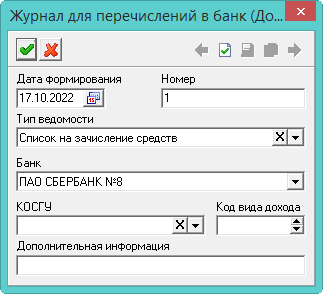 Журнал для перечислений в банк (До...
Дата формирования Номер
17.10.2022 1
Тип ведомости
Список на зачисление средств
Банк
ПАО СБЕРБАНК №8
КОСГУ Код вида дохода
Дополнительная информация